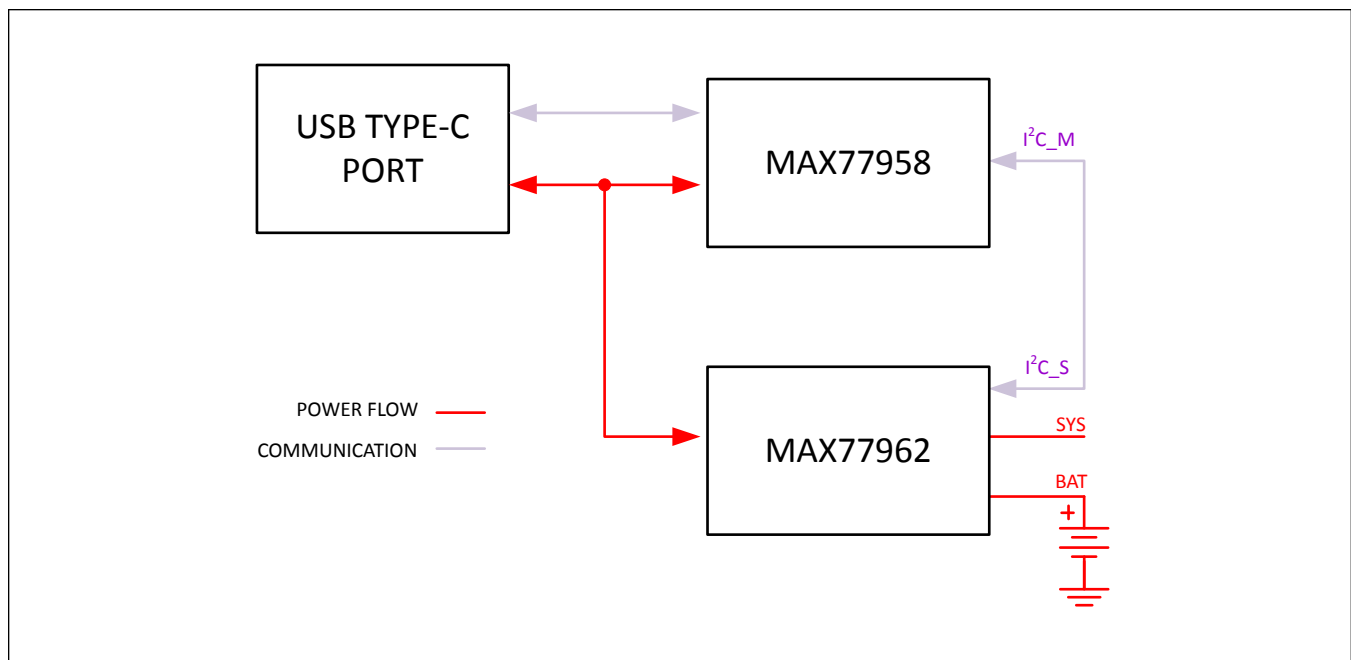 USB TYPE-C
PORT
MAX77958
I²C_M
I²C_S
POWER FLOW
COMMUNICATION
MAX77962
SYS
BAT
+